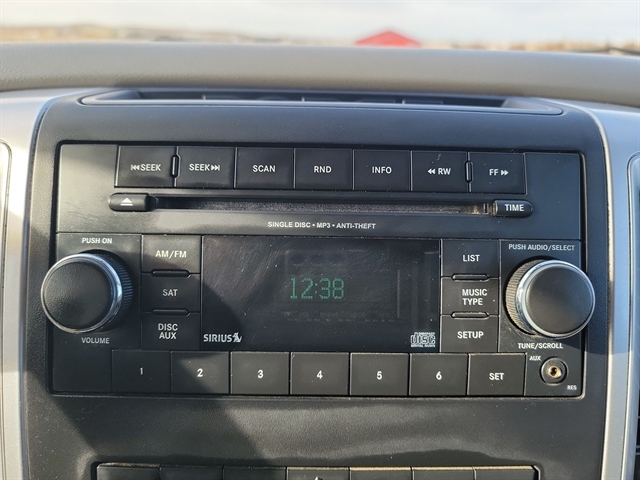 SEEK SEEK SCAN RND INFO RW FF
TIME
SINGLE DISC • MP3 • ANTI-THEFT
PUSH ON
AM/FM
LIST
PUSH AUDIO/SELECT
SAT
12:38
MUSIC
TYPE
DISC
AUX
SETUP
VOLUME
SIRIUS
TUNE/SCROLL
1 2 3 4 5 6 SET
AUX
RES